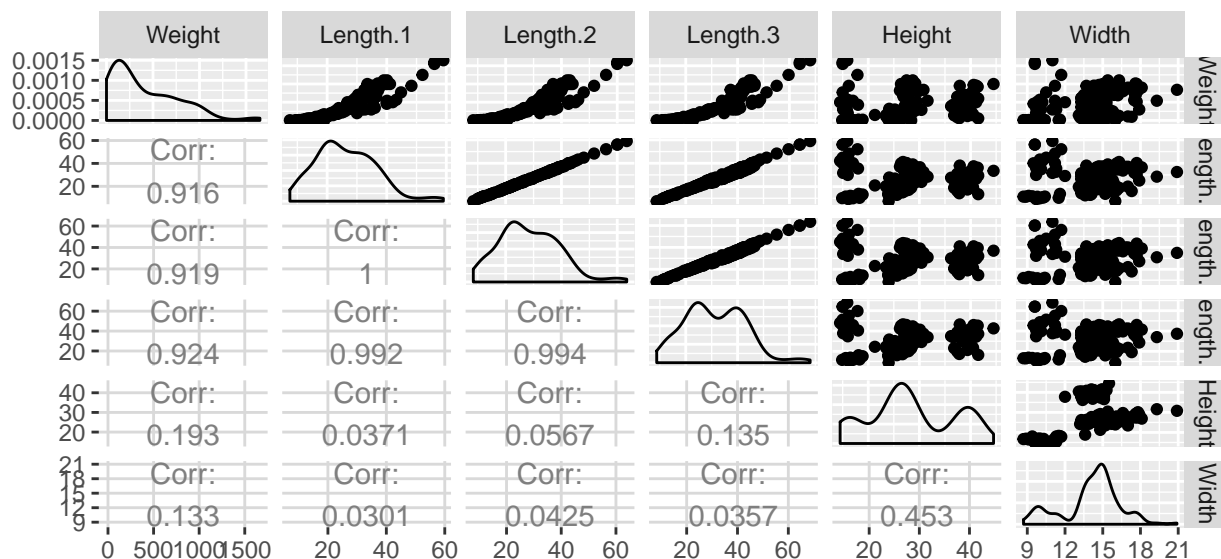 Weight Length.1 Length.2 Length.3 Height Width
0.0015
0.0010
0.0005
0.0000
Weight
60
40
20
Corr:
0.916
ength.
60
40
20
Corr: Corr:
0.919 1
ength.
60
40
20
Corr: Corr: Corr:
0.924 0.992 0.994
ength.
40
30
20
Corr: Corr: Corr: Corr:
0.193 0.0371 0.0567 0.135
Height
21
18
15
12
9
Corr: Corr: Corr: Corr: Corr:
0.133 0.0301 0.0425 0.0357 0.453
Width
0 500 1000 1500 20 40 60 20 40 60 20 40 60 20 30 40 9 12 15 18 21